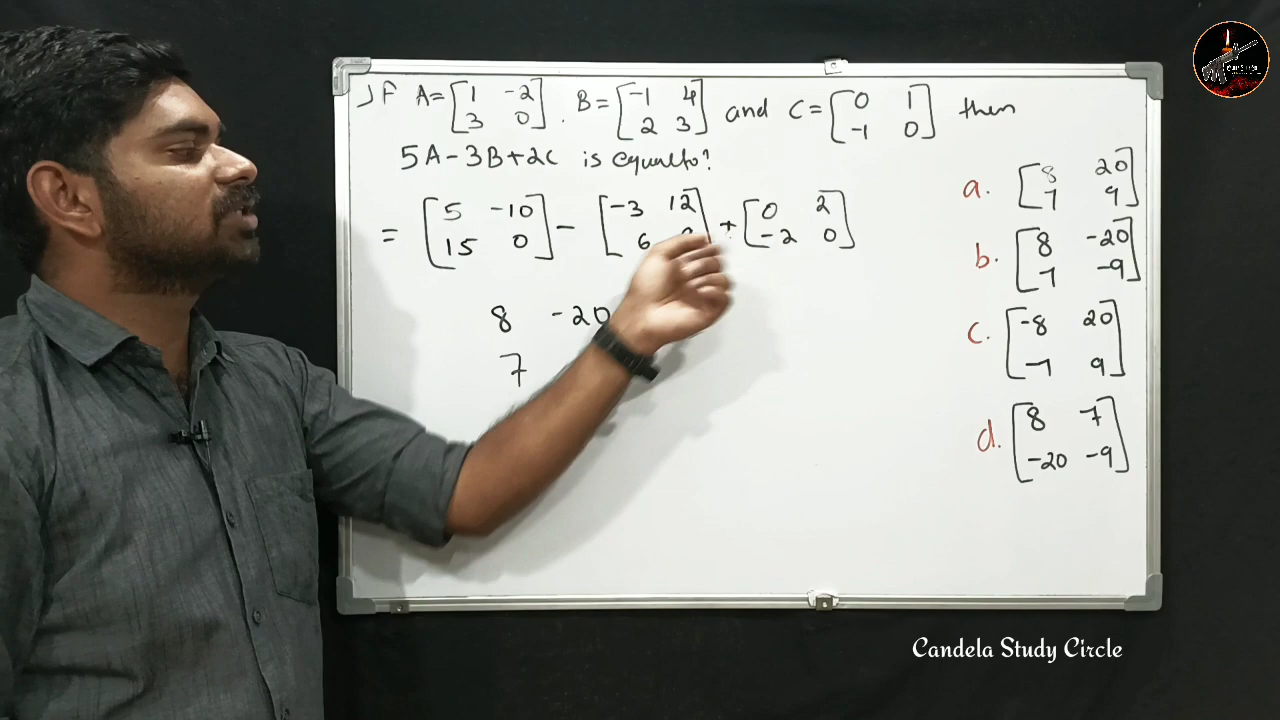 If A = [1 -2 3 0] . B = [-1 4 2 3] and C = [0 1 -1 0] then
5A - 3B + 2C is equal to?
= [5 -10 15 0] - [-3 12 6] + [0 2 -2 0]
8 -20
7
a. [8 20 7 9]
b. [8 -20 7 -9]
c. [-8 20 -7 9]
d. [8 7 -20 -9]
Candela Study Circle